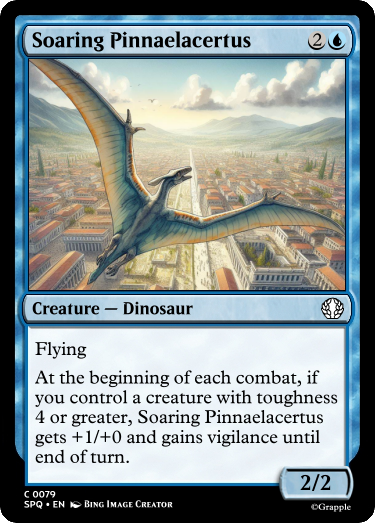 Soaring Pinnaelacertus 2
Creature — Dinosaur
Flying
At the beginning of each combat, if
you control a creature with toughness
4 or greater, Soaring Pinnaelacertus
gets +1/+0 and gains vigilance until
end of turn.
2/2
C 0079
SPQ • EN Bing Image Creator
©Grapple